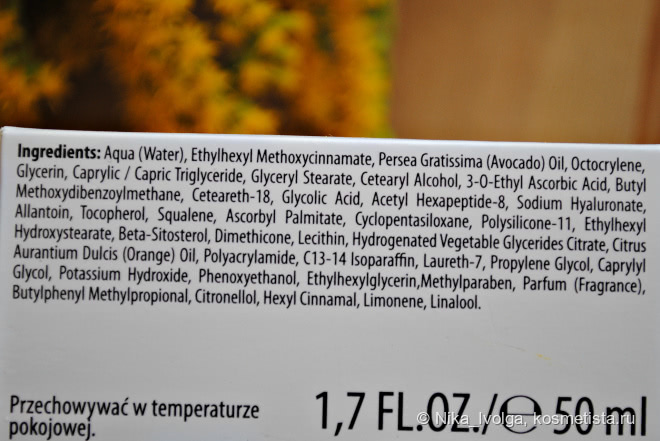 Ingredients: Aqua (Water), Ethylhexyl Methoxycinnamate, Persea Gratissima (Avocado) Oil, Octocrylene,
Glycerin, Caprylic / Capric Triglyceride, Glyceryl Stearate, Cetearyl Alcohol, 3-O-Ethyl Ascorbic Acid, Butyl
Methoxydibenzoylmethane, Ceteareth-18, Glycolic Acid, Acetyl Hexapeptide-8, Sodium Hyaluronate,
Allantoin, Tocopherol, Squalene, Ascorbyl Palmitate, Cyclopentasiloxane, Polysilicone-11, Ethylhexyl
Hydroxystearate, Beta-Sitosterol, Dimethicone, Lecithin, Hydrogenated Vegetable Glycerides Citrate, Citrus
Aurantium Dulcis (Orange) Oil, Polyacrylamide, C13-14 Isoparaffin, Laureth-7, Propylene Glycol, Caprylyl
Glycol, Potassium Hydroxide, Phenoxyethanol, Ethylhexylglycerin,Methylparaben, Parfum (Fragrance),
Butylphenyl Methylpropional, Citronellol, Hexyl Cinnamal, Limonene, Linalool.
Przechowywać w temperaturze
pokojowej.
1,7 FL.OZ./℮ 50 ml
© Nika_Ivolga, kosmetista.ru